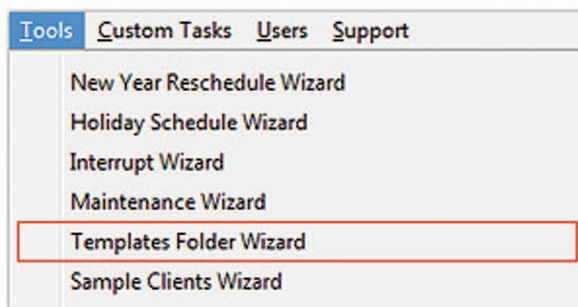 Tools Custom Tasks Users Support
New Year Reschedule Wizard
Holiday Schedule Wizard
Interrupt Wizard
Maintenance Wizard
Templates Folder Wizard
Sample Clients Wizard